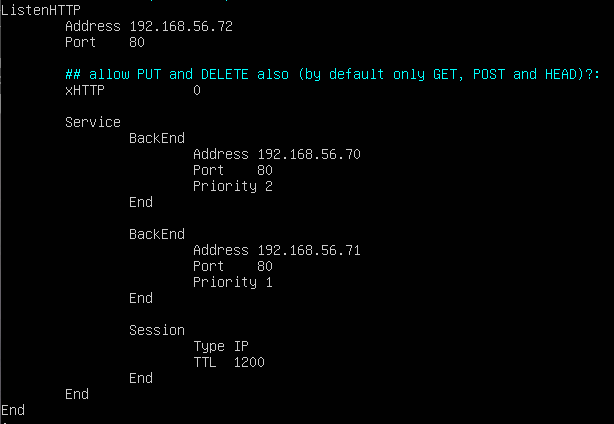 ListenHTTP
Address 192.168.56.72
Port 80
## allow PUT and DELETE also (by default only GET, POST and HEAD)?:
xHTTP 0
Service
BackEnd
Address 192.168.56.70
Port 80
Priority 2
End
BackEnd
Address 192.168.56.71
Port 80
Priority 1
End
Session
Type IP
TTL 1200
End
End
End